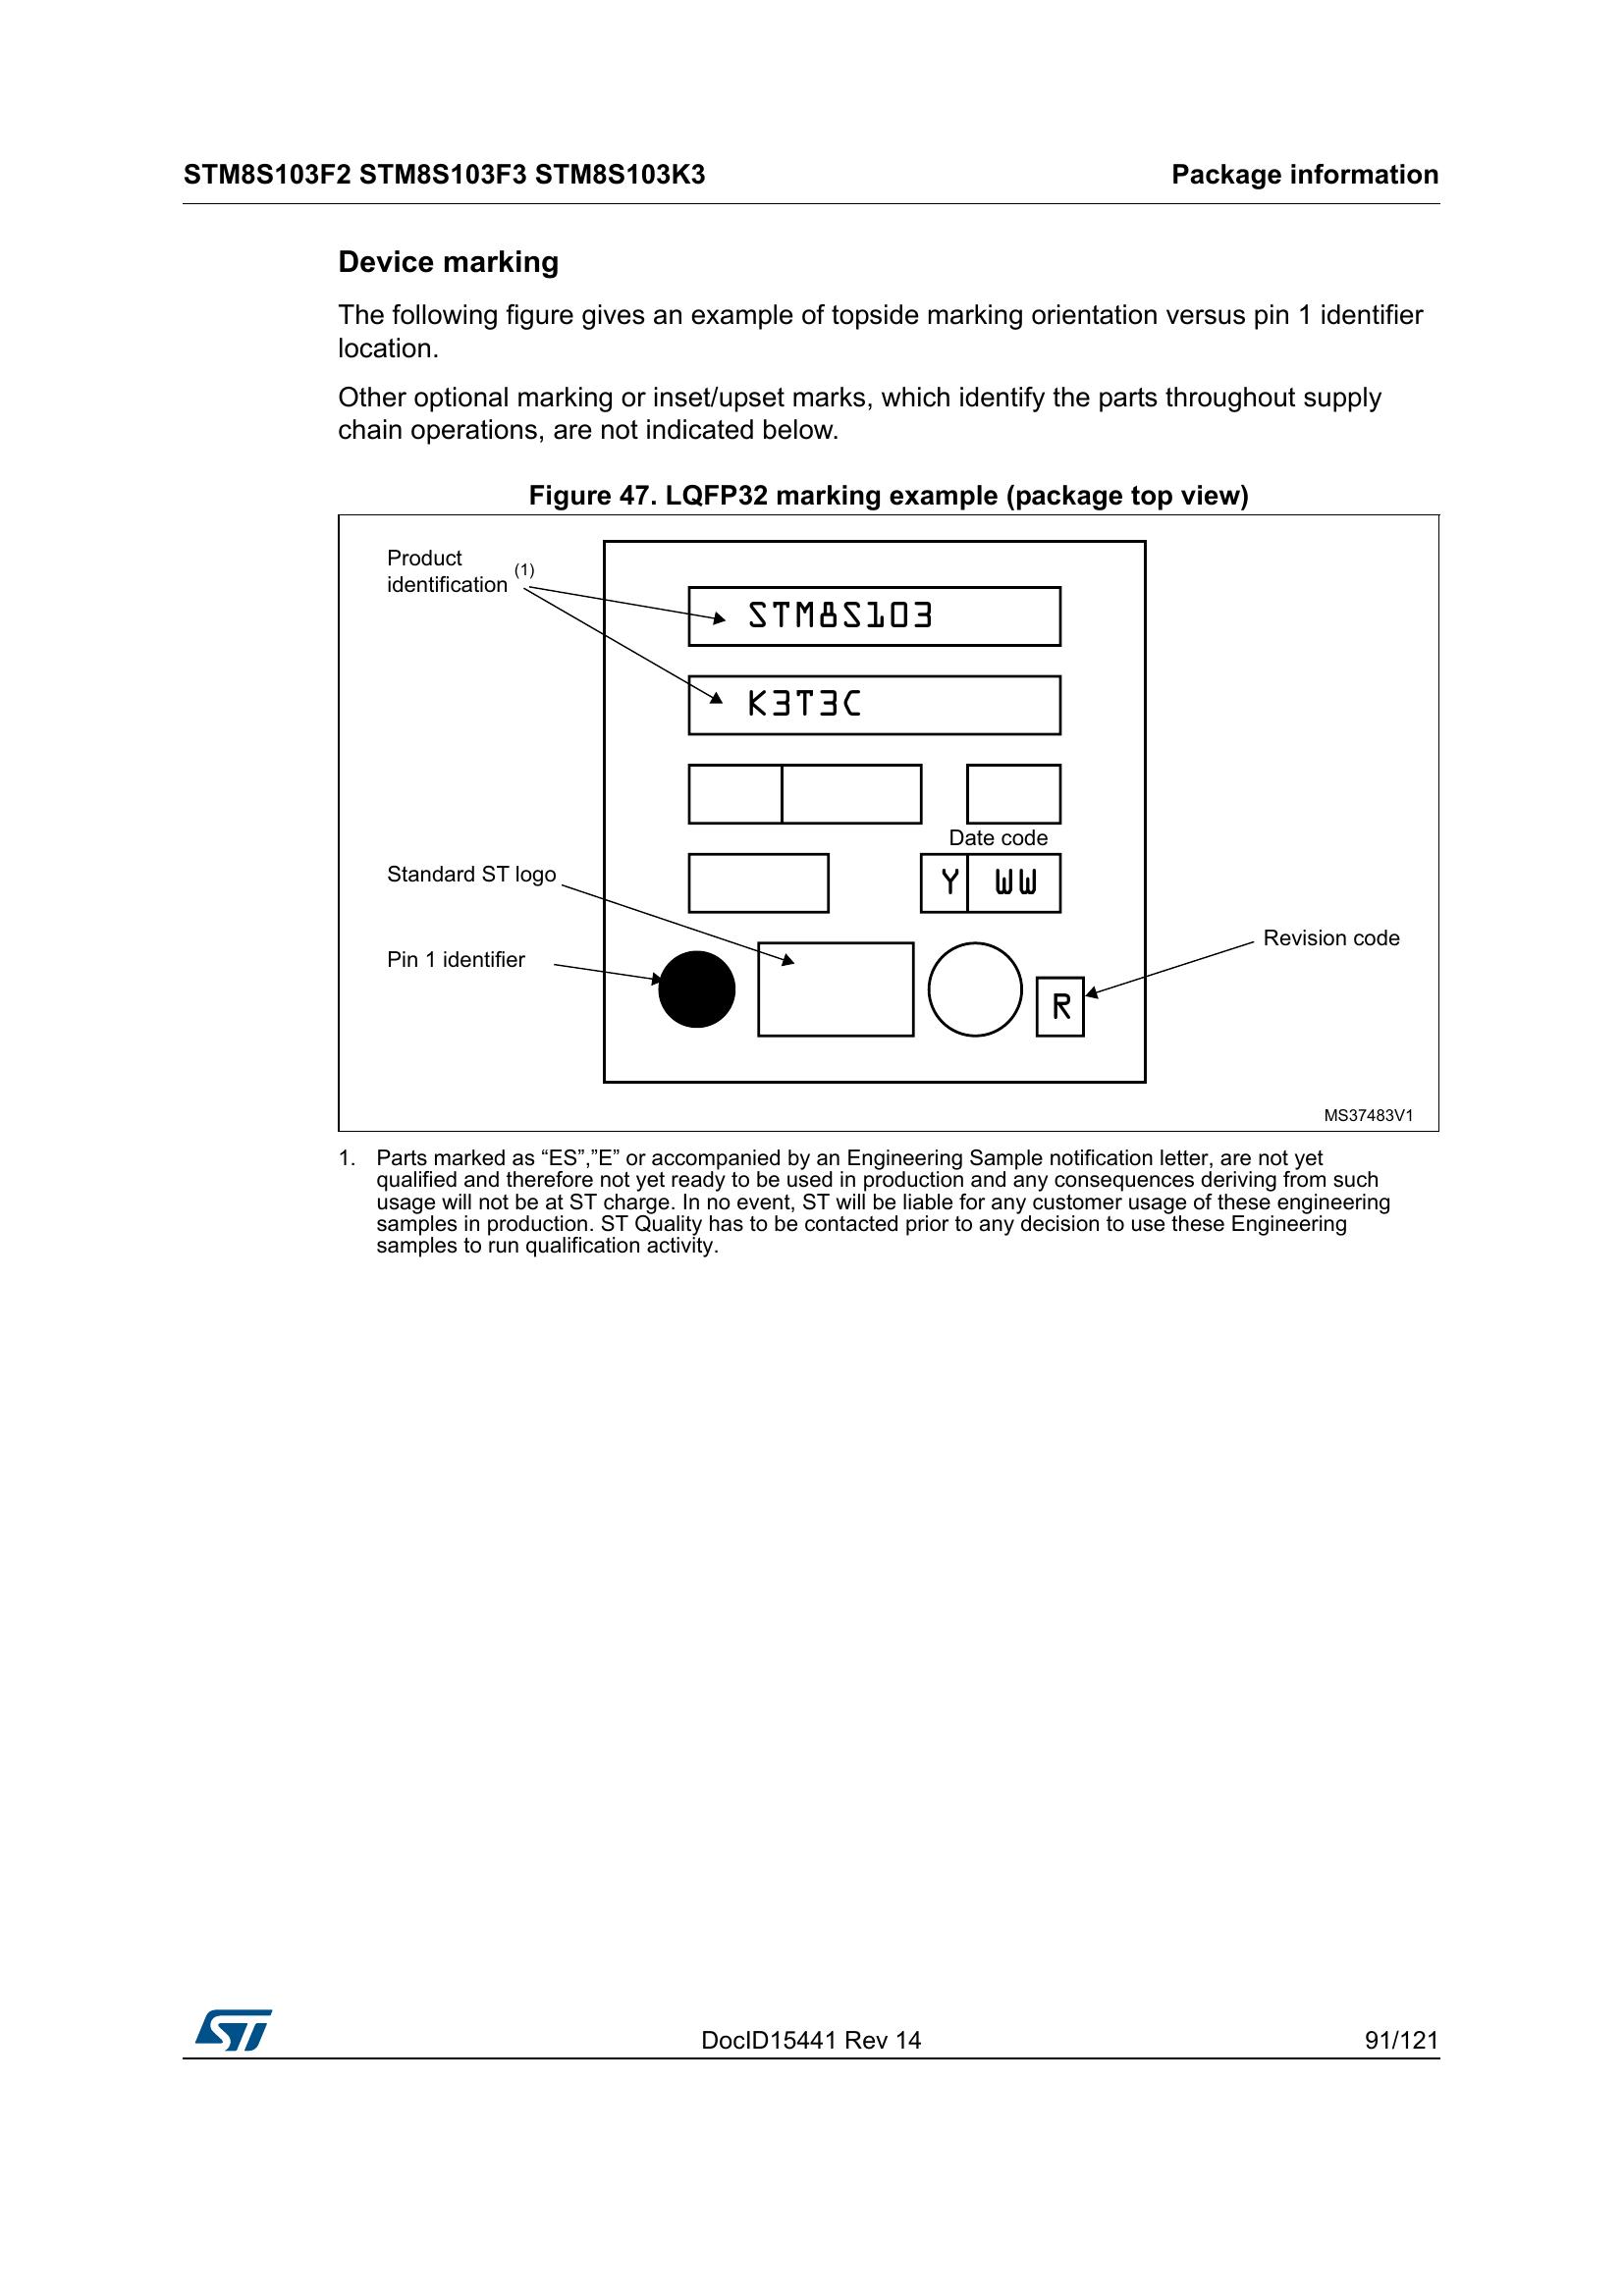 STM8S103F2 STM8S103F3 STM8S103K3
Package information
Device marking
The following figure gives an example of topside marking orientation versus pin 1 identifier
location.
Other optional marking or inset/upset marks, which identify the parts throughout supply
chain operations, are not indicated below.
Figure 47. LQFP32 marking example (package top view)
Product
identification (1)
STM8S103
K3T3C
Date code
Standard ST logo
Y WW
Revision code
Pin 1 identifier
R
MS37483V1
1. Parts marked as “ES”,”E” or accompanied by an Engineering Sample notification letter, are not yet
qualified and therefore not yet ready to be used in production and any consequences deriving from such
usage will not be at ST charge. In no event, ST will be liable for any customer usage of these engineering
samples in production. ST Quality has to be contacted prior to any decision to use these Engineering
samples to run qualification activity.
ST
DocID15441 Rev 14
91/121